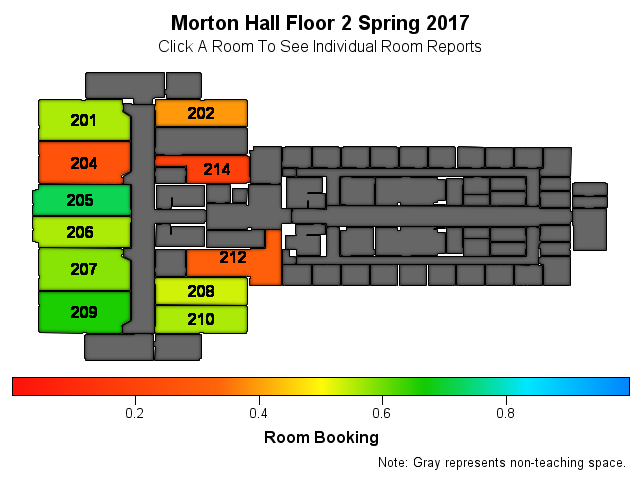 Morton Hall Floor 2 Spring 2017
Click A Room To See Individual Room Reports
201
202
204
214
205
206
207
212
208
209
210
0.2 0.4 0.6 0.8
Room Booking
Note: Gray represents non-teaching space.